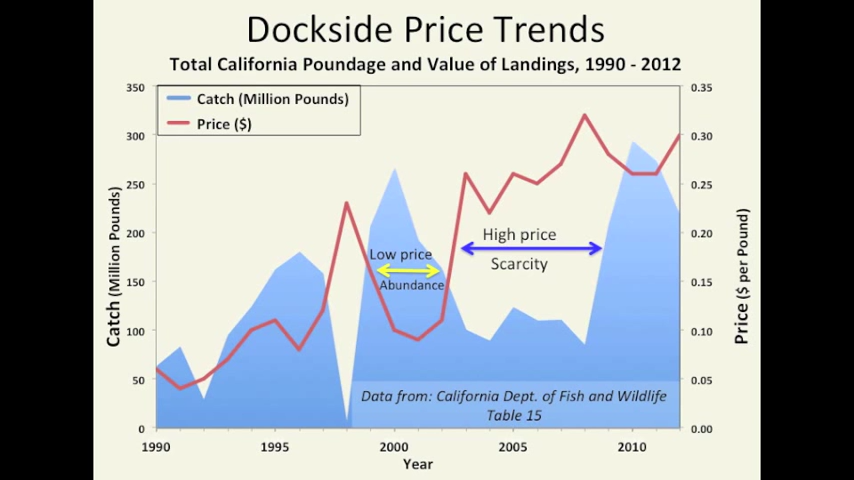 Dockside Price Trends
Total California Poundage and Value of Landings, 1990 - 2012
Catch (Million Pounds)
Price ($)
350
300
250
200
150
100
50
0
0.35
0.30
0.25
0.20
0.15
0.10
0.05
0.00
Catch (Million Pounds)
Price ($ per Pound)
Low price
Abundance
High price
Scarcity
Data from: California Dept. of Fish and Wildlife
Table 15
1990
1995
2000
2005
2010
Year